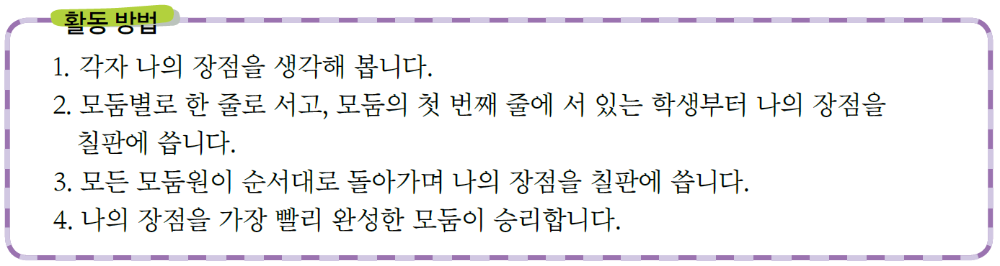 활동 방법
1. 각자 나의 장점을 생각해 봅니다.
2. 모둠별로 한 줄로 서고, 모둠의 첫 번째 줄에 서 있는 학생부터 나의 장점을
칠판에 씁니다.
3. 모든 모둠원이 순서대로 돌아가며 나의 장점을 칠판에 씁니다.
4. 나의 장점을 가장 빨리 완성한 모둠이 승리합니다.